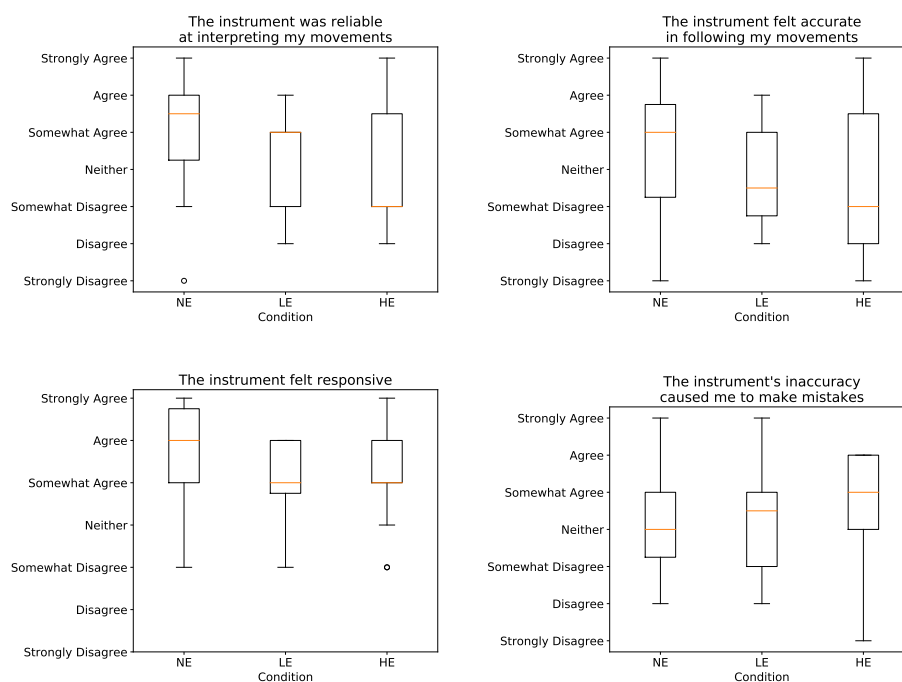 The instrument was reliable
at interpreting my movements
Strongly Agree
Agree
Somewhat Agree
Neither
Somewhat Disagree
Disagree
Strongly Disagree
NE
LE
HE
Condition
The instrument felt accurate
in following my movements
Strongly Agree
Agree
Somewhat Agree
Neither
Somewhat Disagree
Disagree
Strongly Disagree
NE
LE
HE
Condition
The instrument felt responsive
Strongly Agree
Agree
Somewhat Agree
Neither
Somewhat Disagree
Disagree
Strongly Disagree
NE
LE
HE
Condition
The instrument's inaccuracy
caused me to make mistakes
Strongly Agree
Agree
Somewhat Agree
Neither
Somewhat Disagree
Disagree
Strongly Disagree
NE
LE
HE
Condition